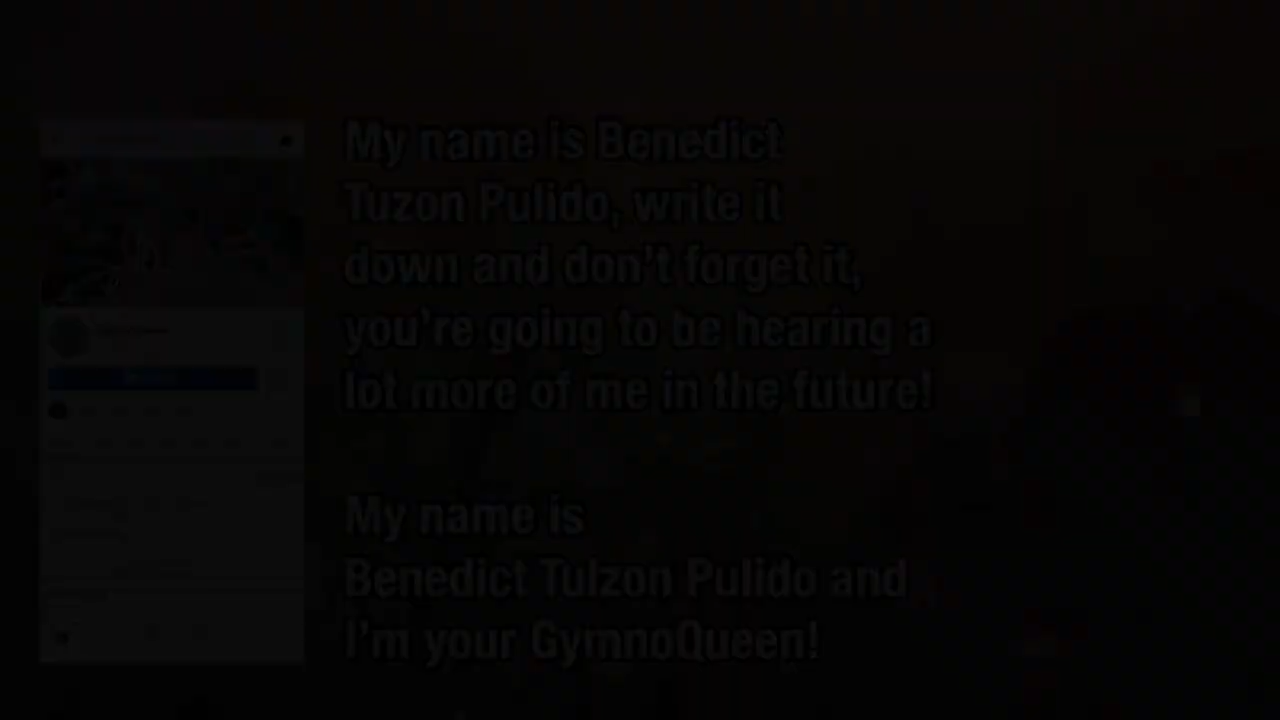 My name is Benedict
Tuzon Pulido, write it
down and don't forget it,
you're going to be hearing a
lot more of me in the future!
My name is
Benedict Tulzon Pulido and
I'm your GymnoQueen!